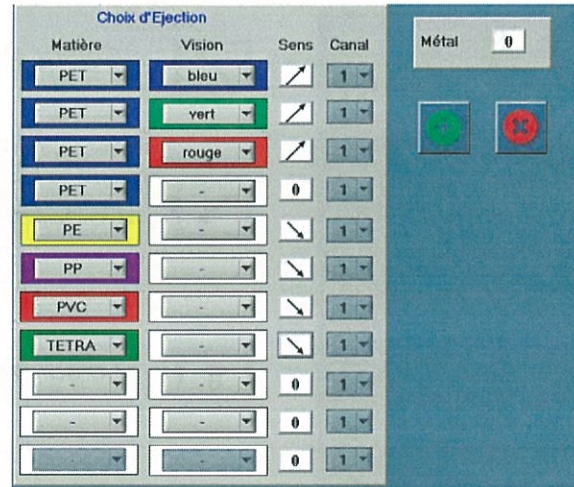 Choix d'Ejection
Matière Vision Sens Canal Métal 0
PET bleu 1
PET vert 1
PET rouge 1
PET - 0 1
PE - 1
PP - 1
PVC - 1
TETRA - 1
- - 0 1
- - 0 1
- - 0 1